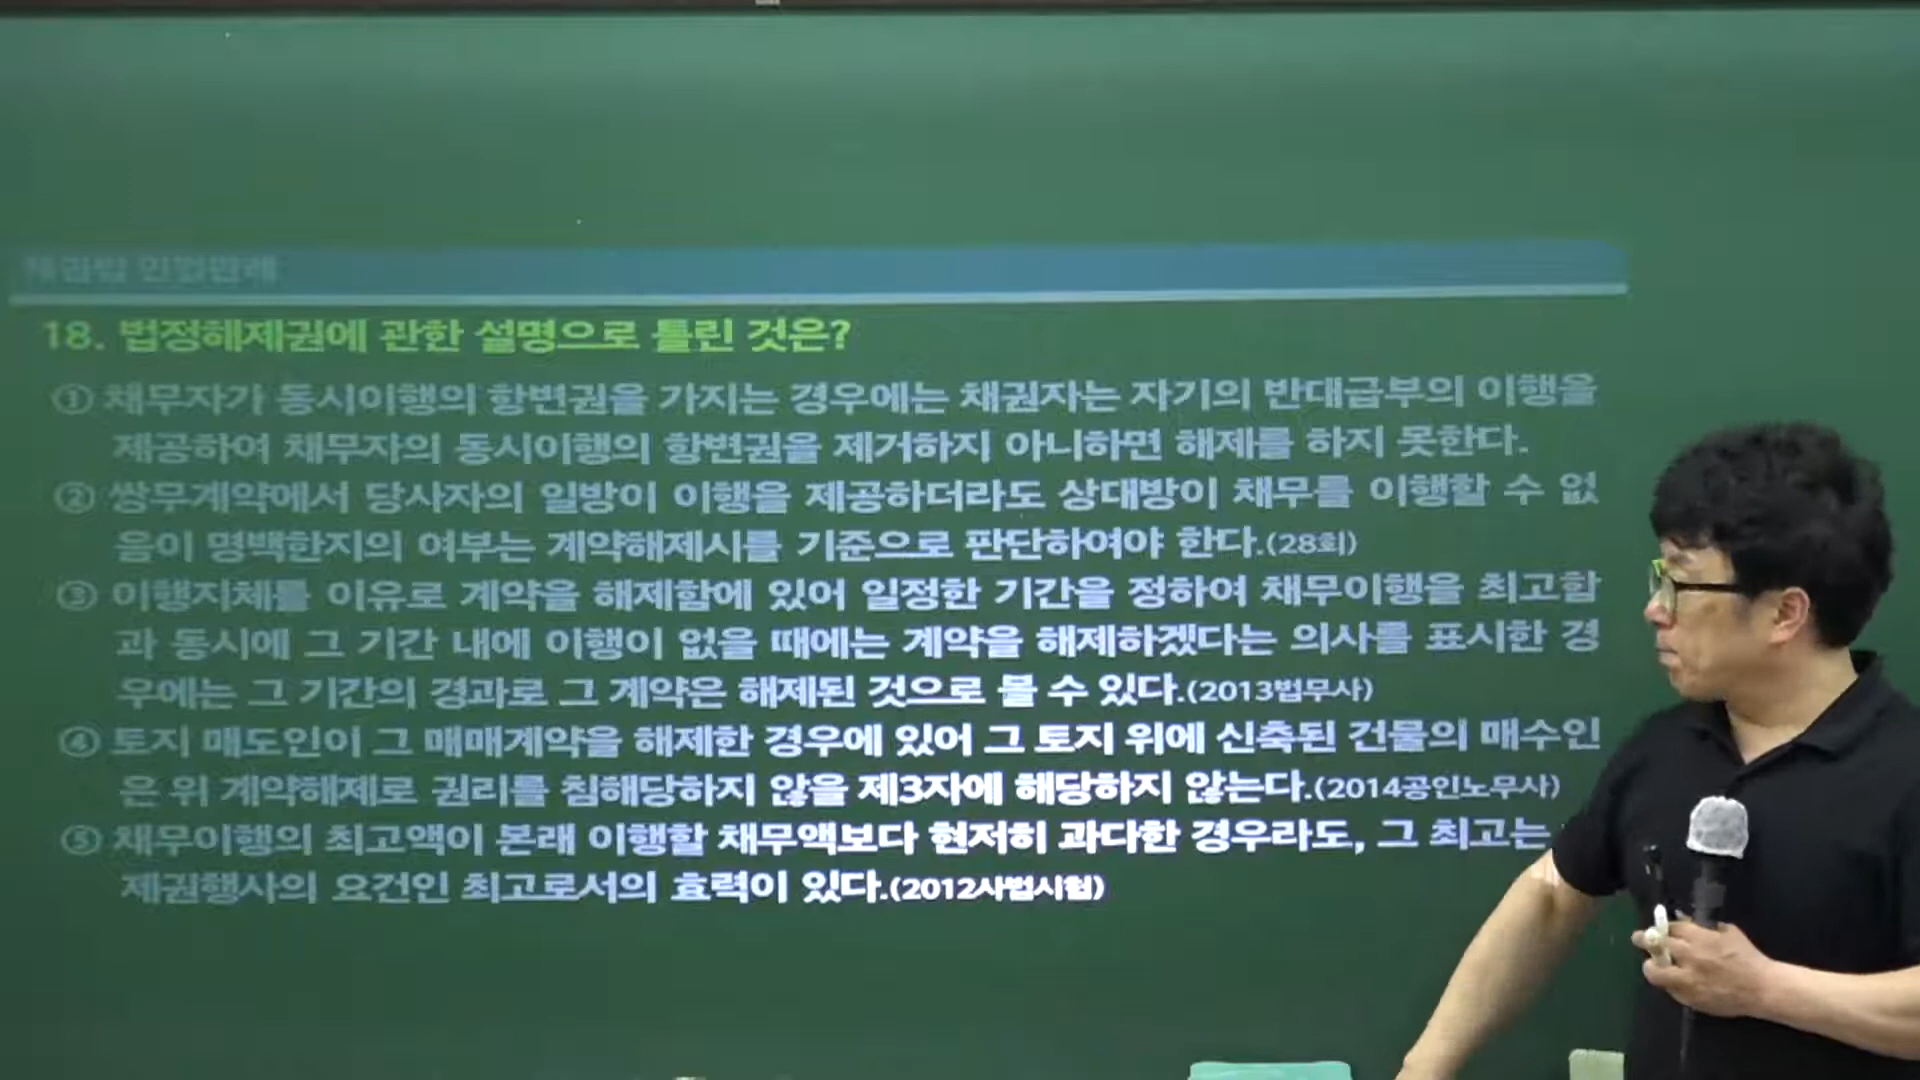 채권법 민법판례
18. 법정해제권에 관한 설명으로 틀린 것은?
① 채무자가 동시이행의 항변권을 가지는 경우에는 채권자는 자기의 반대급부의 이행을
제공하여 채무자의 동시이행의 항변권을 제거하지 아니하면 해제를 하지 못한다.
② 쌍무계약에서 당사자의 일방이 이행을 제공하더라도 상대방이 채무를 이행할 수 없
음이 명백한지의 여부는 계약해제시를 기준으로 판단하여야 한다.(28회)
③ 이행지체를 이유로 계약을 해제함에 있어 일정한 기간을 정하여 채무이행을 최고함
과 동시에 그 기간 내에 이행이 없을 때에는 계약을 해제하겠다는 의사를 표시한 경
우에는 그 기간의 경과로 그 계약은 해제된 것으로 볼 수 있다.(2013법무사)
④ 토지 매도인이 그 매매계약을 해제한 경우에 있어 그 토지 위에 신축된 건물의 매수인
은 위 계약해제로 권리를 침해당하지 않을 제3자에 해당하지 않는다.(2014공인노무사)
⑤ 채무이행의 최고액이 본래 이행할 채무액보다 현저히 과다한 경우라도, 그 최고는
제권행사의 요건인 최고로서의 효력이 있다.(2012사법시험)